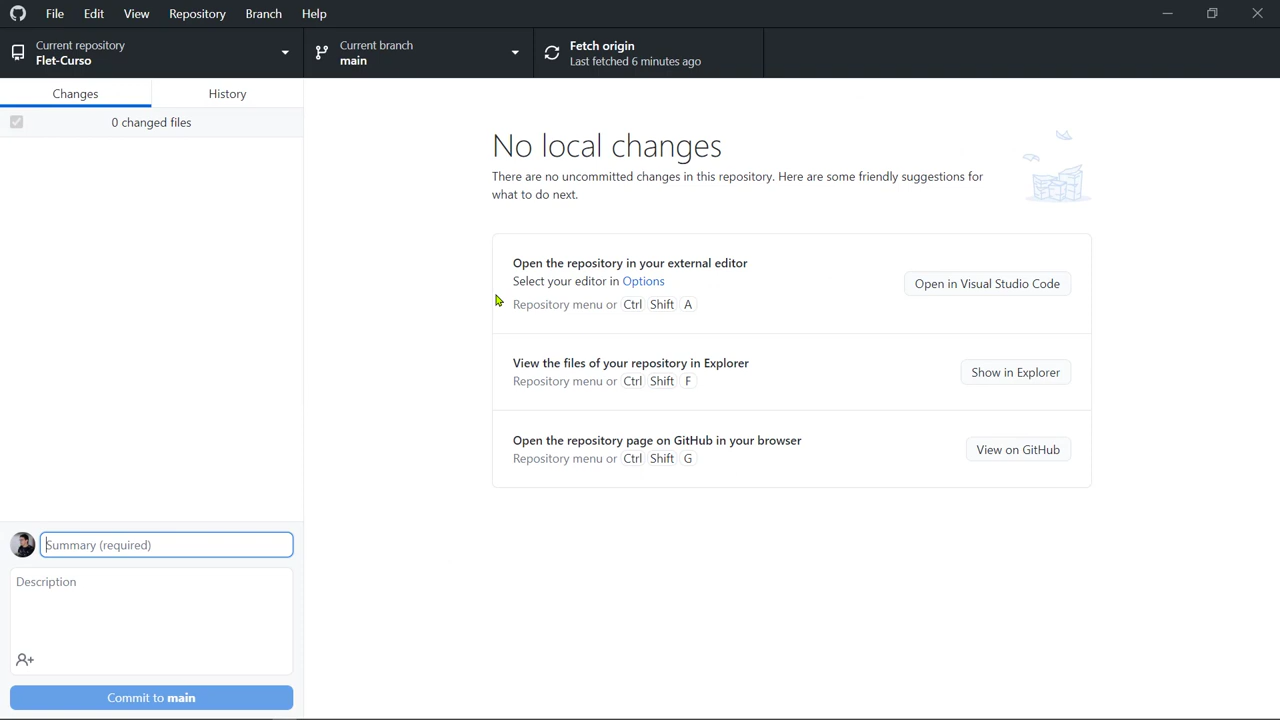 File Edit View Repository Branch Help
Current repository
Flet-Curso
Current branch
main
Fetch origin
Last fetched 6 minutes ago
Changes History
0 changed files
No local changes
There are no uncommitted changes in this repository. Here are some friendly suggestions for
what to do next.
Open the repository in your external editor
Select your editor in Options
Repository menu or Ctrl Shift A
Open in Visual Studio Code
View the files of your repository in Explorer
Repository menu or Ctrl Shift F
Show in Explorer
Open the repository page on GitHub in your browser
Repository menu or Ctrl Shift G
View on GitHub
Summary (required)
Description
Commit to main